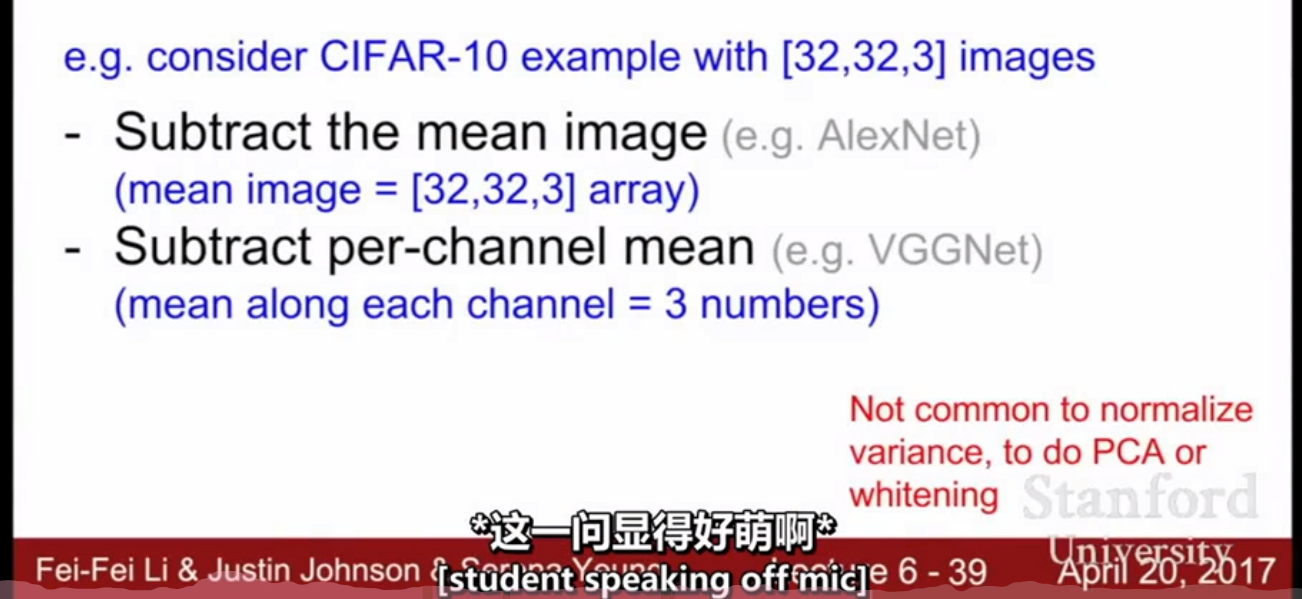 e.g. consider CIFAR-10 example with [32,32,3] images
- Subtract the mean image (e.g. AlexNet)
(mean image = [32,32,3] array)
- Subtract per-channel mean (e.g. VGGNet)
(mean along each channel = 3 numbers)
Not common to normalize
variance, to do PCA or
whitening
Stanford
University
*这一问显得好萌啊*
[student speaking off mic]
Fei-Fei Li & Justin Johnson & 6 - 39 April 20, 2017